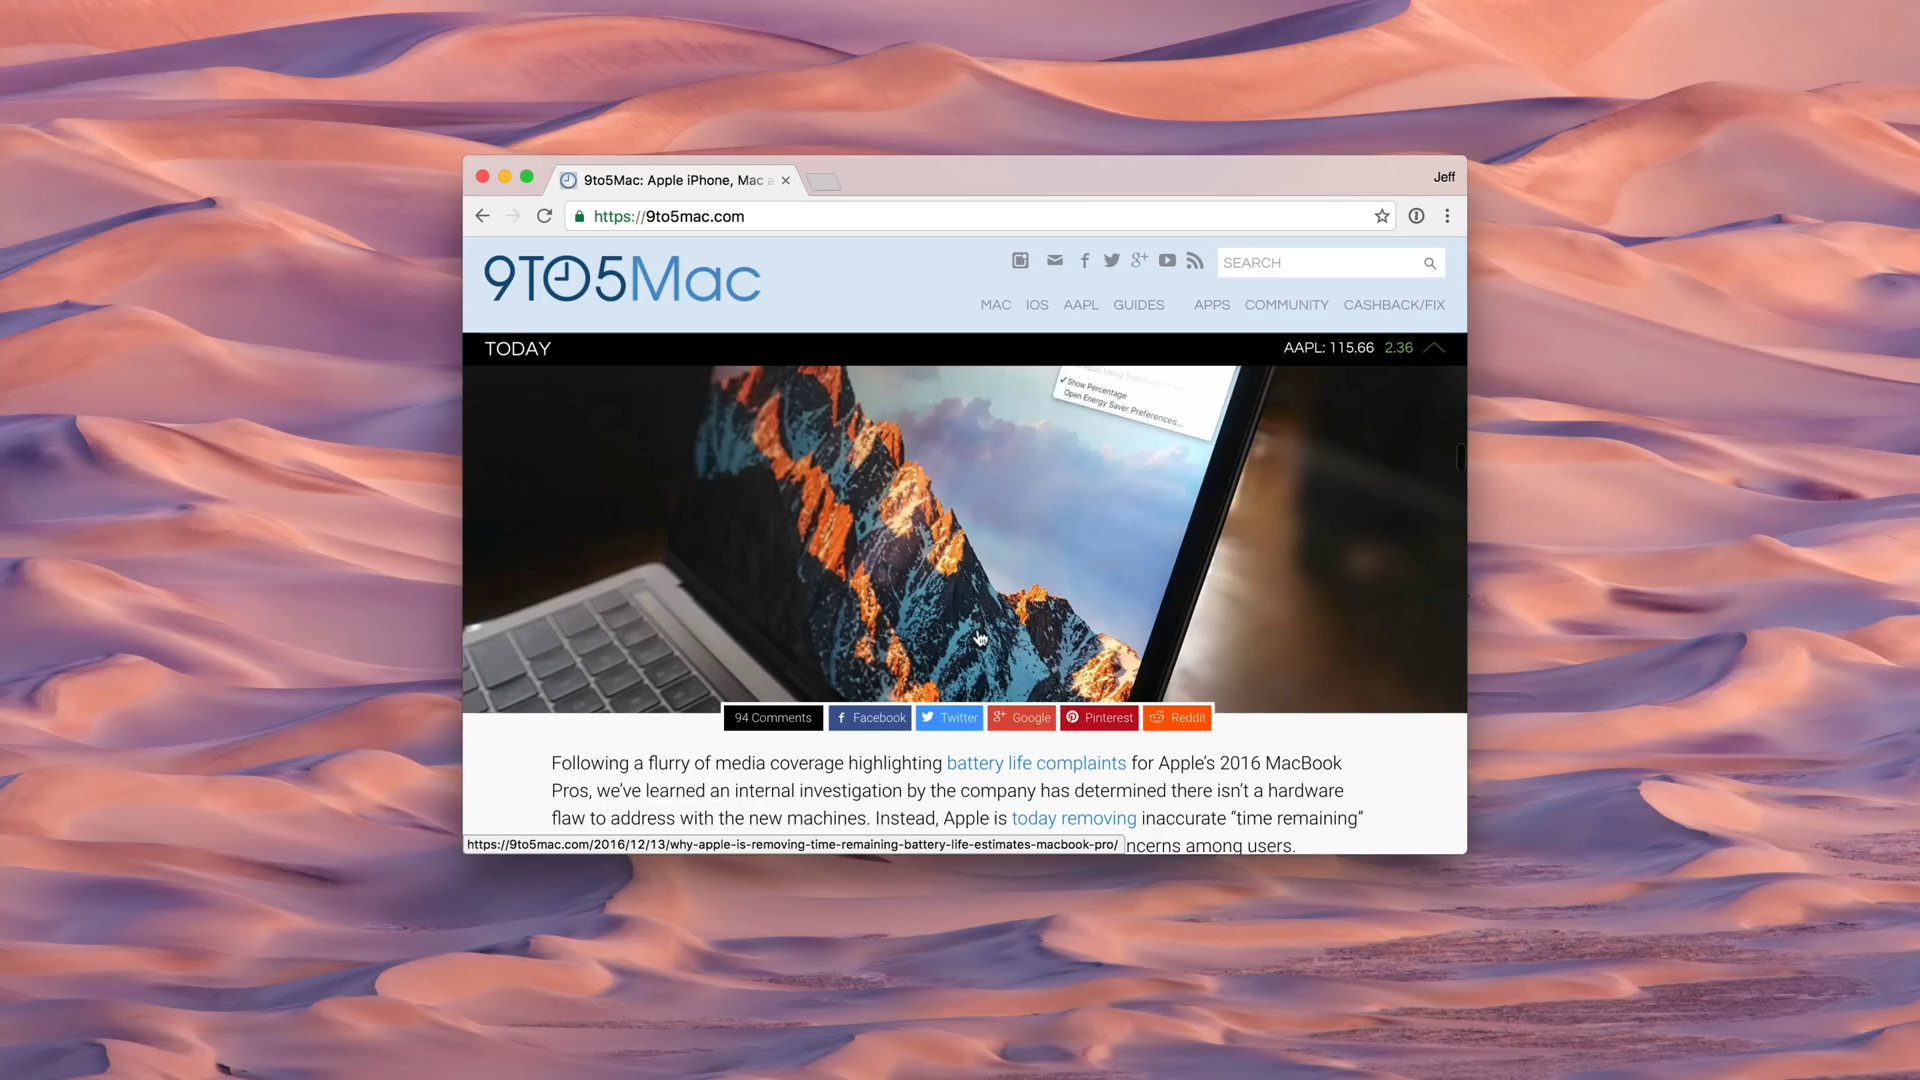 9to5Mac: Apple iPhone, Mac a
Jeff
https://9to5mac.com
9TO5Mac
SEARCH
MAC IOS AAPL GUIDES APPS COMMUNITY CASHBACK/FIX
TODAY
AAPL: 115.66 2.36
✓ Show Percentage
Open Energy Saver Preferences...
94 Comments Facebook Twitter Google Pinterest Reddit
Following a flurry of media coverage highlighting battery life complaints for Apple’s 2016 MacBook
Pros, we’ve learned an internal investigation by the company has determined there isn’t a hardware
flaw to address with the new machines. Instead, Apple is today removing inaccurate “time remaining”
https://9to5mac.com/2016/12/13/why-apple-is-removing-time-remaining-battery-life-estimates-macbook-pro/
ncerns among users.